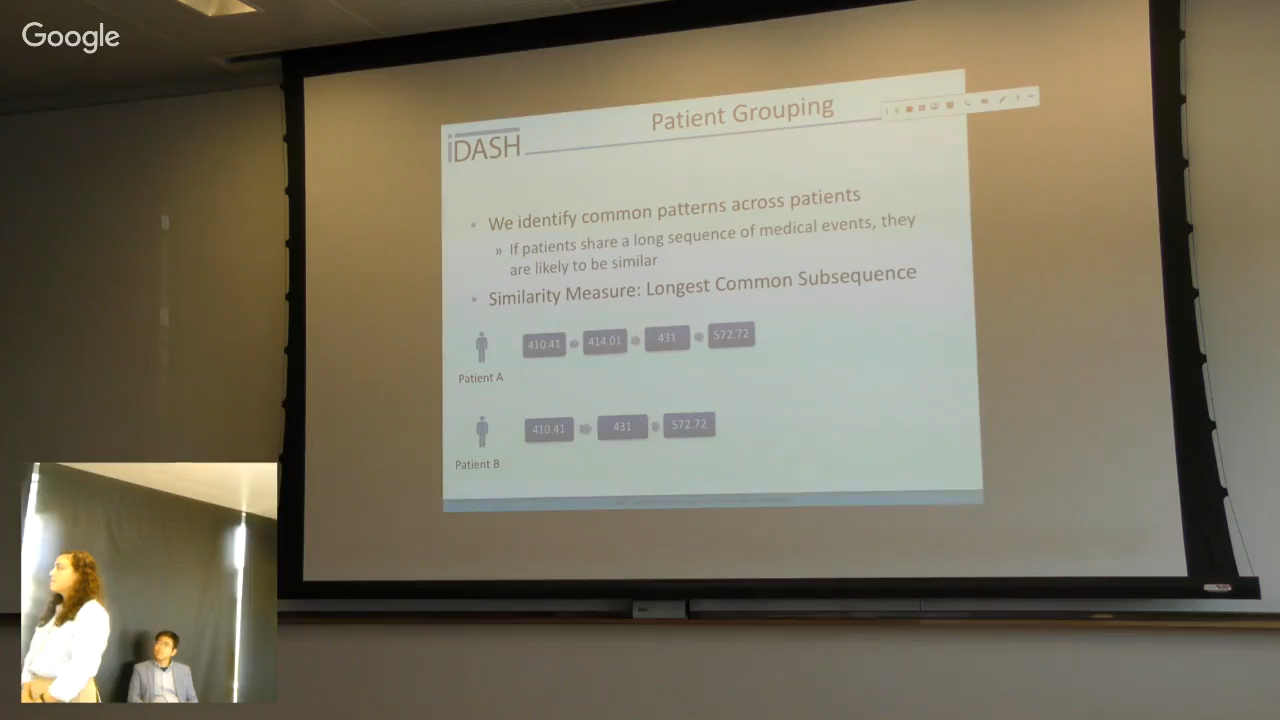 Google
Patient Grouping
iDASH
• We identify common patterns across patients
» If patients share a long sequence of medical events, they
are likely to be similar
• Similarity Measure: Longest Common Subsequence
410.41 414.01 431 572.72
Patient A
410.41 431 572.72
Patient B